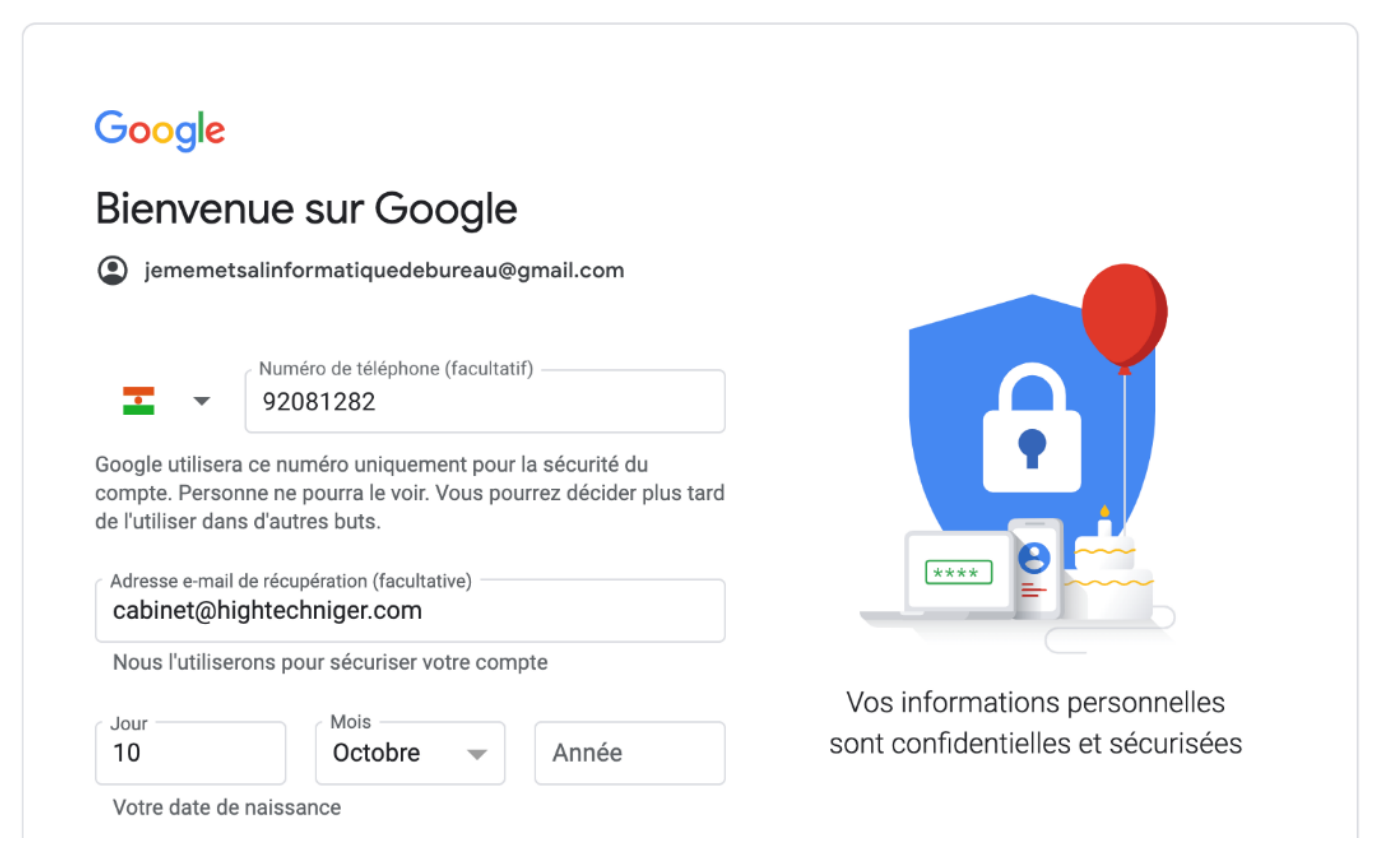 Google
Bienvenue sur Google
jememetsalinformatiquedebureau@gmail.com
Numéro de téléphone (facultatif)
92081282
Google utilisera ce numéro uniquement pour la sécurité du
compte. Personne ne pourra le voir. Vous pourrez décider plus tard
de l'utiliser dans d'autres buts.
Adresse e-mail de récupération (facultative)
cabinet@hightechniger.com
Nous l'utiliserons pour sécuriser votre compte
Jour
10
Mois
Octobre
Année
Votre date de naissance
****
Vos informations personnelles
sont confidentielles et sécurisées